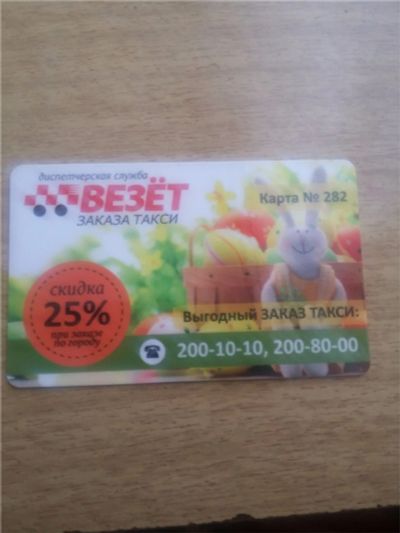 диспетчерская служба
ВЕЗЁТ
ЗАКАЗА ТАКСИ
Карта № 282
скидка
25%
при заказе
по городу
Выгодный ЗАКАЗ ТАКСИ:
200-10-10, 200-80-00